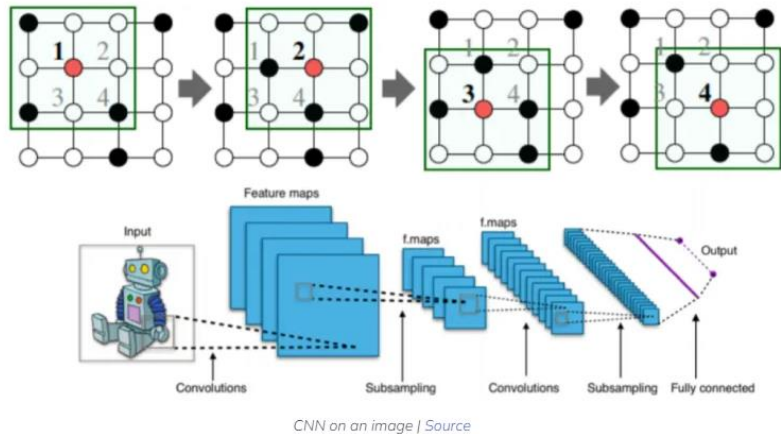 1 2
3 4
1 2
3 4
1 2
3 4
1 2
3 4
Feature maps
Input
f.maps
f.maps
Output
Convolutions
Subsampling
Convolutions
Subsampling
Fully connected
CNN on an image | Source